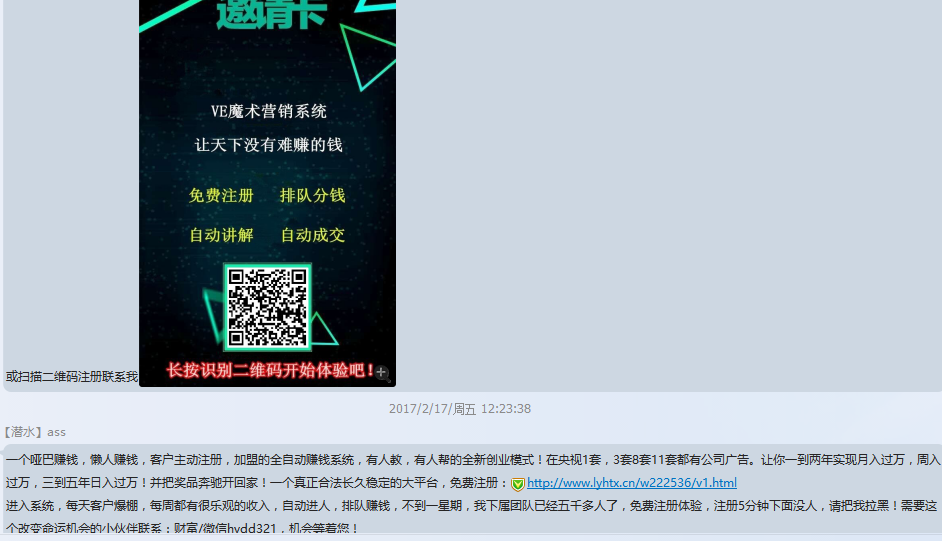 邀请卡
VE魔术营销系统
让天下没有难赚的钱
免费注册 排队分钱
自动讲解 自动成交
长按识别二维码开始体验吧!
或扫描二维码注册联系我
2017/2/17/周五 12:23:38
【潜水】ass
一个哑巴赚钱，懒人赚钱，客户主动注册，加盟的全自动赚钱系统，有人教，有人帮的全新创业模式！在央视1套，3套8套11套都有公司广告。让你一到两年实现月入过万，周入
过万，三到五年日入过万！并把奖品奔驰开回家！一个真正合法长久稳定的大平台，免费注册：http://www.lyhtx.cn/w222536/v1.html
进入系统，每天客户爆棚，每周都有很乐观的收入，自动进人，排队赚钱，不到一星期，我下属团队已经五千多人了，免费注册体验，注册5分钟下面没人，请把我拉黑！需要这
个改变命运机会的小伙伴联系：财富/微信hydd321，机会等着您！